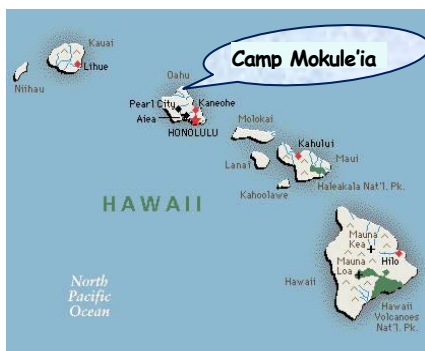 Kauai
Lihue
Niihau
Camp Mokule'ia
Oahu
Pearl City
Kaneohe
Aiea
HONOLULU
Molokai
Kahului
Lanai
Maui
Kahoolawe
Haleakala Nat'l. Pk.
HAWAII
Mauna
Kea
Hilo
Mauna
Loa
Hawaii
North
Pacific
Ocean
Hawaii
Volcanoes
Nat'l. Pk.